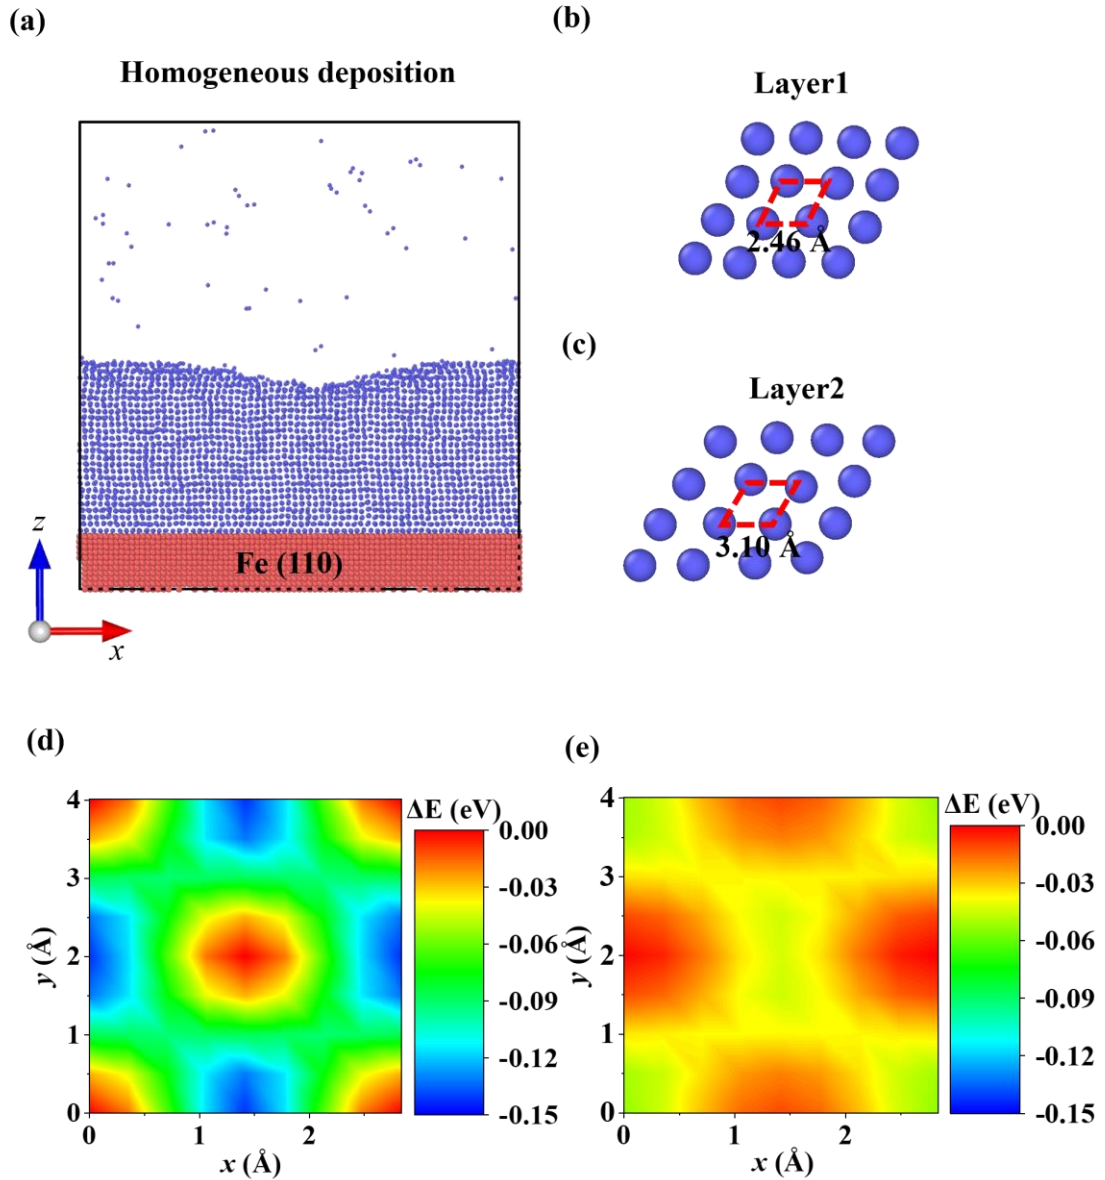 (a)
Homogeneous deposition
Fe (110)
z
x
(b)
Layer1
2.46 Å
(c)
Layer2
3.10 Å
(d)
ΔE (eV)
0.00
-0.03
-0.06
-0.09
-0.12
-0.15
4
3
2
1
0
y (Å)
0 1 2
x (Å)
(e)
ΔE (eV)
0.00
-0.03
-0.06
-0.09
-0.12
-0.15
4
3
2
1
0
y (Å)
0 1 2
x (Å)